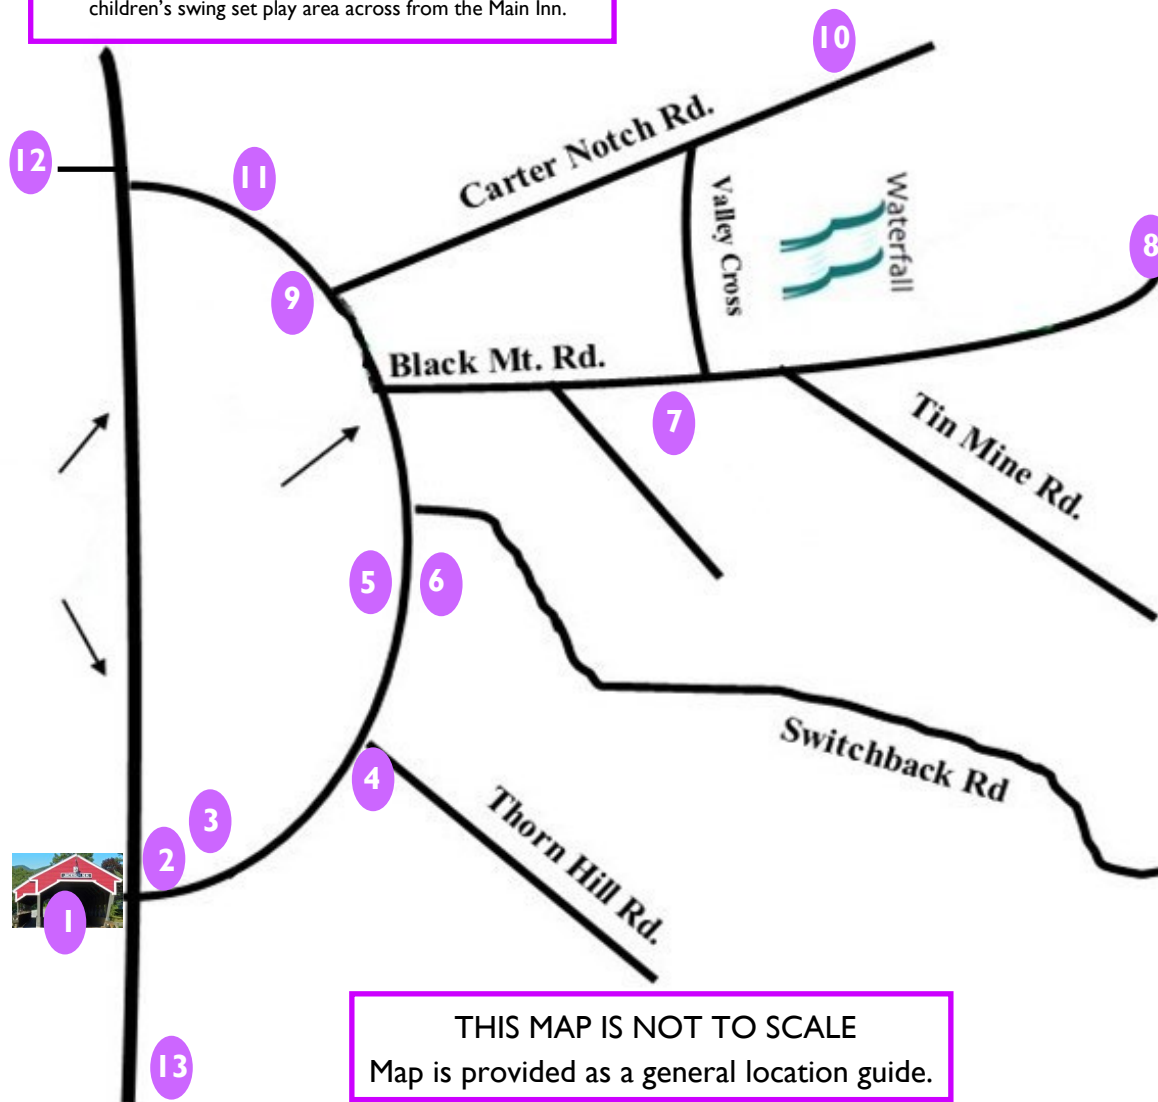 children’s swing set play area across from the Main Inn.
10
Carter Notch Rd.
12
11
Valley Cross
Waterfall
8
9
Black Mt. Rd.
7
Tin Mine Rd.
5
6
Switchback Rd
4
3
Thorn Hill Rd.
2
1
THIS MAP IS NOT TO SCALE
Map is provided as a general location guide.
13